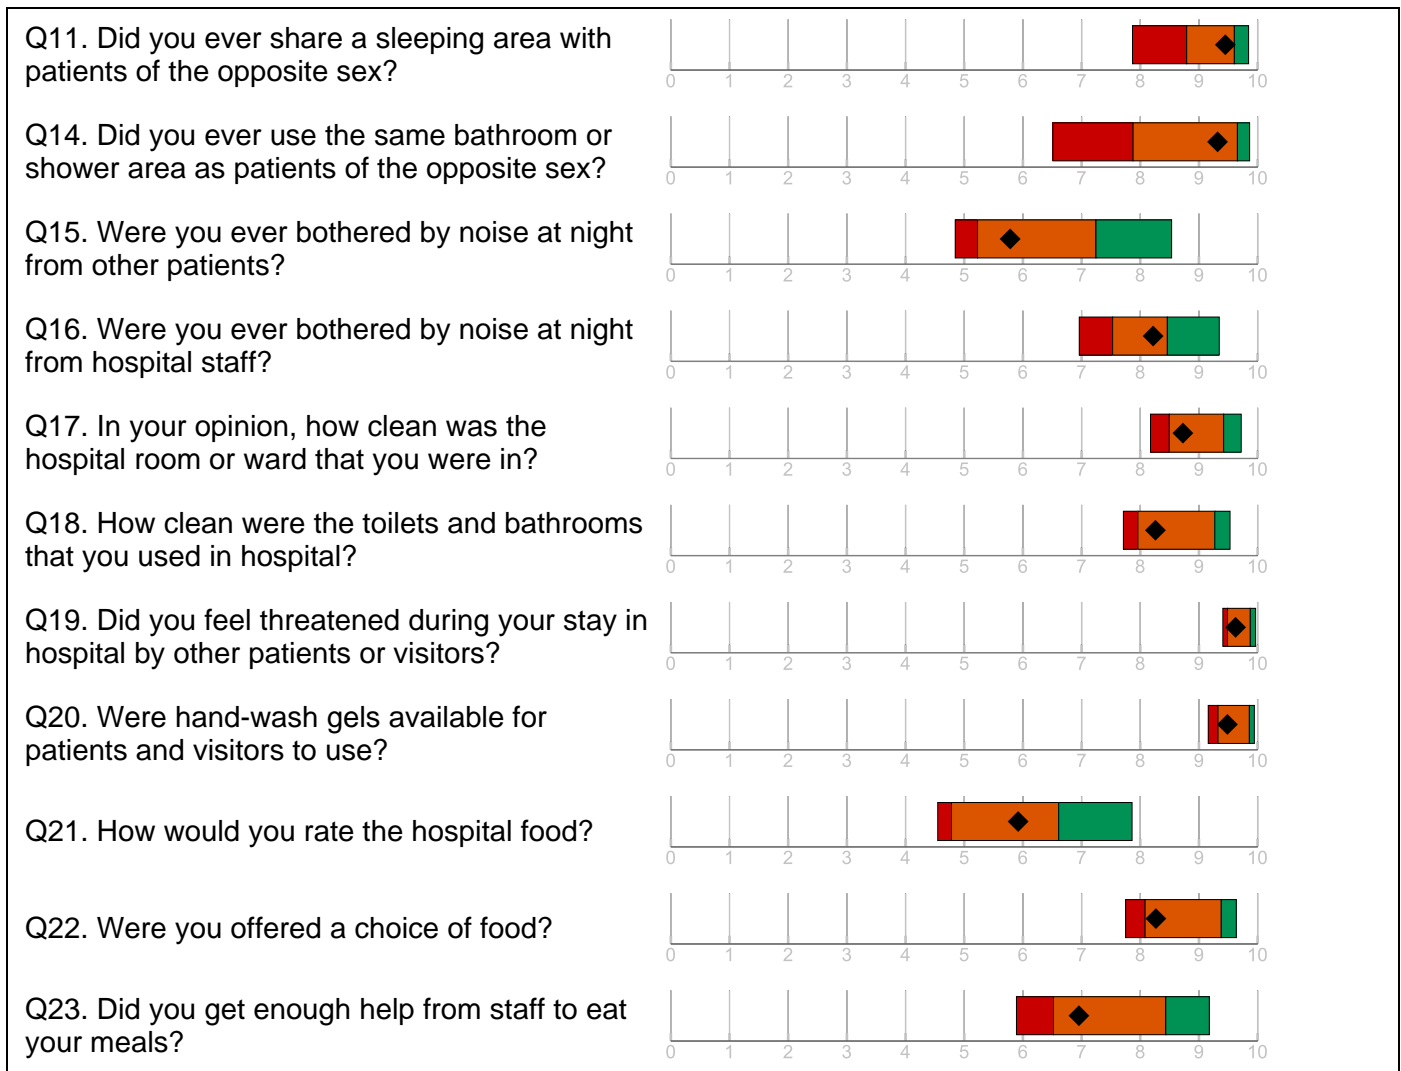 Q11. Did you ever share a sleeping area with
patients of the opposite sex?
0 1 2 3 4 5 6 7 8 9 10
Q14. Did you ever use the same bathroom or
shower area as patients of the opposite sex?
0 1 2 3 4 5 6 7 8 9 10
Q15. Were you ever bothered by noise at night
from other patients?
0 1 2 3 4 5 6 7 8 9 10
Q16. Were you ever bothered by noise at night
from hospital staff?
0 1 2 3 4 5 6 7 8 9 10
Q17. In your opinion, how clean was the
hospital room or ward that you were in?
0 1 2 3 4 5 6 7 8 9 10
Q18. How clean were the toilets and bathrooms
that you used in hospital?
0 1 2 3 4 5 6 7 8 9 10
Q19. Did you feel threatened during your stay in
hospital by other patients or visitors?
0 1 2 3 4 5 6 7 8 9 10
Q20. Were hand-wash gels available for
patients and visitors to use?
0 1 2 3 4 5 6 7 8 9 10
Q21. How would you rate the hospital food?
0 1 2 3 4 5 6 7 8 9 10
Q22. Were you offered a choice of food?
0 1 2 3 4 5 6 7 8 9 10
Q23. Did you get enough help from staff to eat
your meals?
0 1 2 3 4 5 6 7 8 9 10